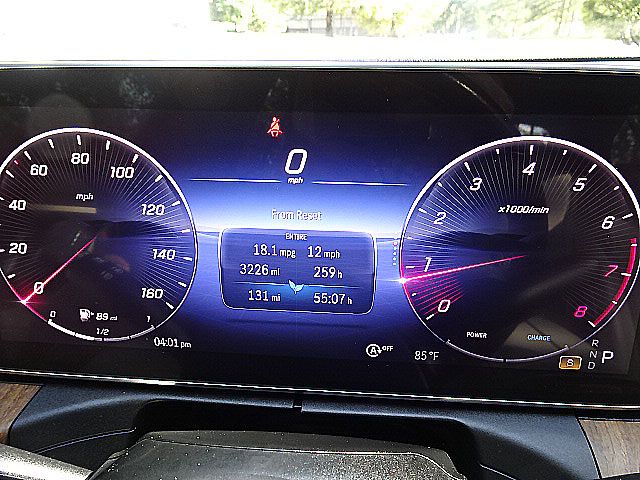 0
mph
From Reset
ENTIRE
18.1 mpg 12 mph
3226 mi 259 h
131 mi 55:07 h
0 20 40 60 80 100 120 140 160
mph
89 mi
0 1/2 1
04:01 pm
0 1 2 3 4 5 6 7 8
x1000/min
POWER CHARGE
A OFF
85 °F
S
R
N
D
P